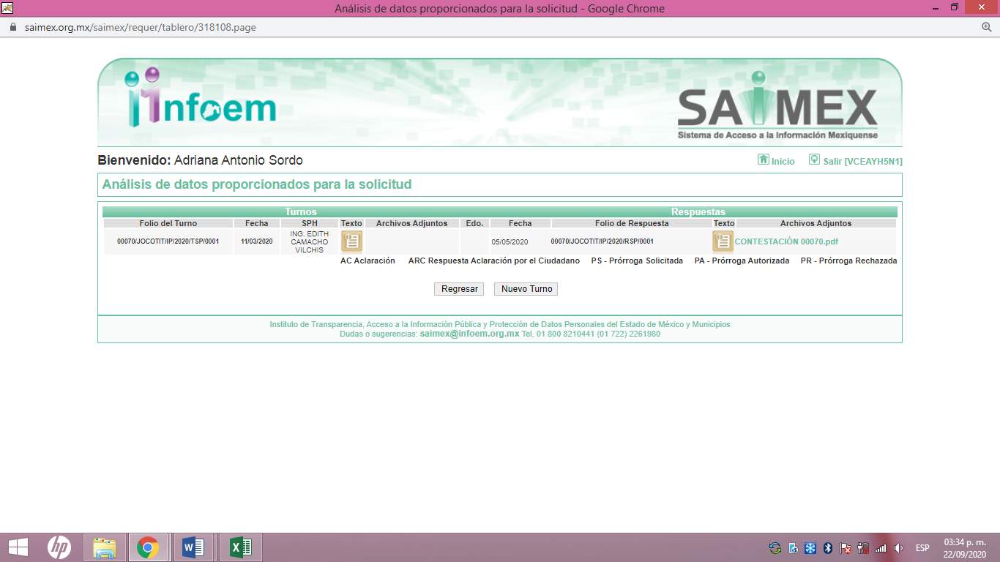 Análisis de datos proporcionados para la solicitud - Google Chrome
saimex.org.mx/saimex/requer/tablero/318108.page
infoem
SAIMEX
Sistema de Acceso a la Información Mexiquense
Bienvenido: Adriana Antonio Sordo
Inicio Salir [VCEAYH5N1]
Análisis de datos proporcionados para la solicitud
Turnos Respuestas
Folio del Turno Fecha SPH Texto Archivos Adjuntos Edo. Fecha Folio de Respuesta Texto Archivos Adjuntos
00070/JOCOTIT/IP/2020/TSP/0001 11/03/2020 ING. EDITH CAMACHO VILCHIS 05/05/2020 00070/JOCOTIT/IP/2020/RSP/0001 CONTESTACIÓN 00070.pdf
AC Aclaración ARC Respuesta Aclaración por el Ciudadano PS - Prórroga Solicitada PA - Prórroga Autorizada PR - Prórroga Rechazada
Regresar Nuevo Turno
Instituto de Transparencia, Acceso a la Información Pública y Protección de Datos Personales del Estado de México y Municipios
Dudas o sugerencias: saimex@infoem.org.mx Tel. 01 800 8210441 (01 722) 2261980
hp
ESP
03:34 p. m.
22/09/2020